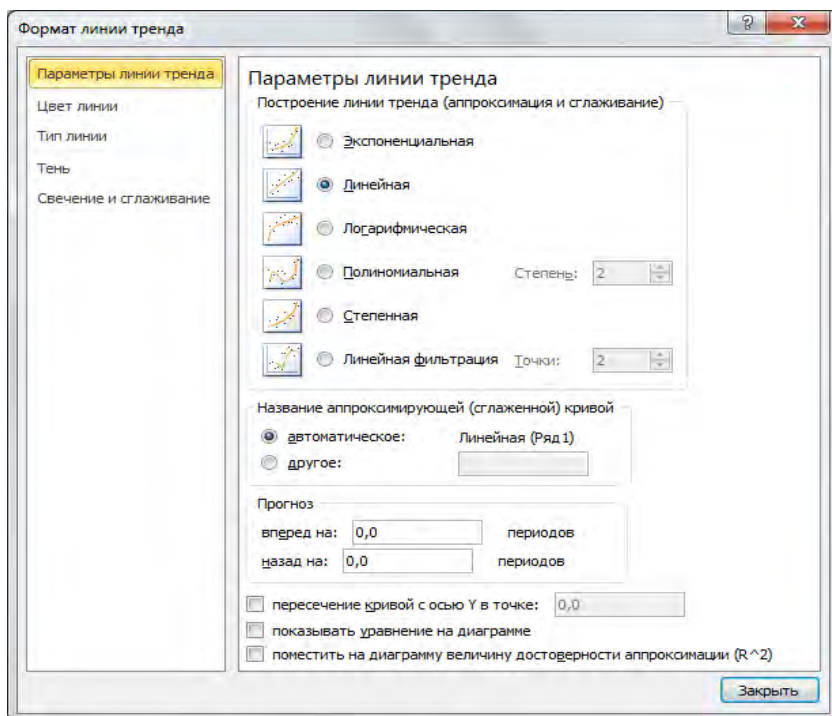 Формат линии тренда
Параметры линии тренда
Цвет линии
Тип линии
Тень
Свечение и сглаживание
Параметры линии тренда
Построение линии тренда (аппроксимация и сглаживание)
Экспоненциальная
Линейная
Логарифмическая
Полиномиальная Степень: 2
Степенная
Линейная фильтрация Точки: 2
Название аппроксимирующей (сглаженной) кривой
автоматическое: Линейная (Ряд1)
другое:
Прогноз
вперед на: 0,0 периодов
назад на: 0,0 периодов
пересечение кривой с осью Y в точке: 0,0
показывать уравнение на диаграмме
поместить на диаграмму величину достоверности аппроксимации (R^2)
Закрыть